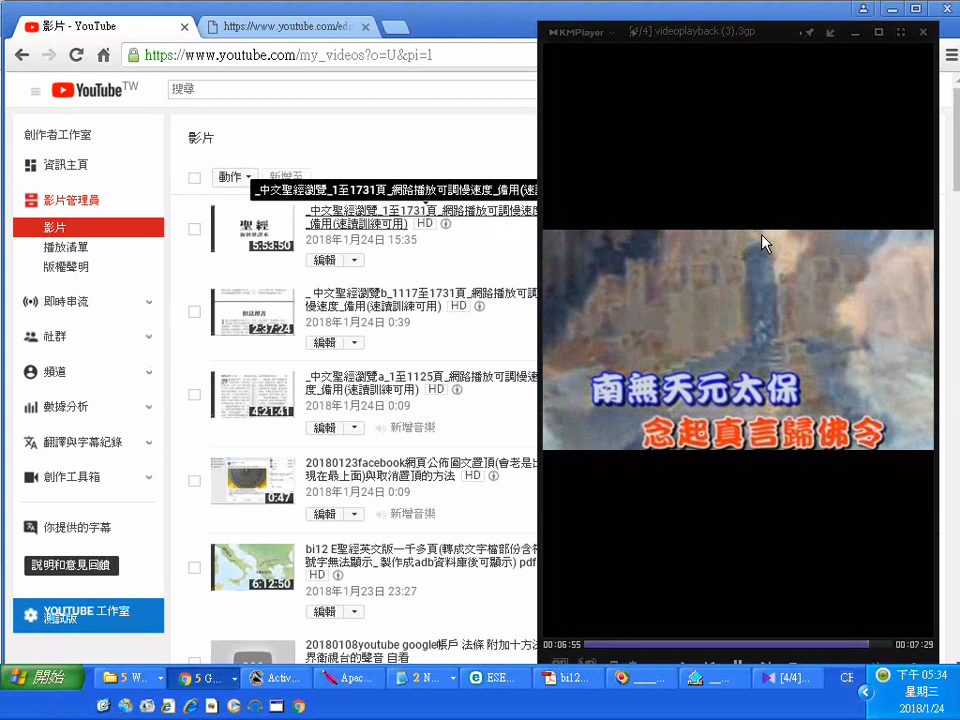 影片 - YouTube
https://www.youtube.com/edi
KMPlayer
[4/4] videoplayback (3).3gp
https://www.youtube.com/my_videos?o=U&pi=1
YouTube TW
搜尋
創作者工作室
影片
資訊主頁
動作
新增至
_中文聖經瀏覽_1至1731頁_網路播放可調慢速度_備用(速
影片管理員
影片
播放清單
版權聲明
即時串流
社群
頻道
數據分析
翻譯與字幕紀錄
創作工具箱
你提供的字幕
說明和意見回饋
YOUTUBE 工作室
測試版
聖經
5:53:50
_中文聖經瀏覽_1至1731頁_網路播放可調慢速度
_備用(速讀訓練可用) HD
2018年1月24日 15:35
編輯
2:37:24
_中文聖經瀏覽b_1117至1731頁_網路播放可調
慢速度_備用(速讀訓練可用) HD
2018年1月24日 0:39
編輯
4:21:41
_中文聖經瀏覽a_1至1125頁_網路播放可調慢速
度_備用(速讀訓練可用) HD
2018年1月24日 0:09
編輯
新增音樂
0:47
20180123facebook網頁公佈圖文置頂(會老是出
現在最上面)與取消置頂的方法 HD
2018年1月24日 0:09
編輯
新增音樂
6:12:50
bi12 E聖經英文版一千多頁(轉成文字檔部份含符
號字無法顯示_製作成adb資料庫後可顯示) pdf
HD
2018年1月23日 23:27
編輯
20180108youtube google帳戶 法條 附加十方法
界衛視台的聲音 自看
南無天元太保
念起真言歸佛令
00:06:55
00:07:29
開始
5 W...
5 G...
Activ...
Apac...
2 N...
ESE...
bi12...
____...
__...
[4/4]...
CH
下午 05:34
星期三
2018/1/24